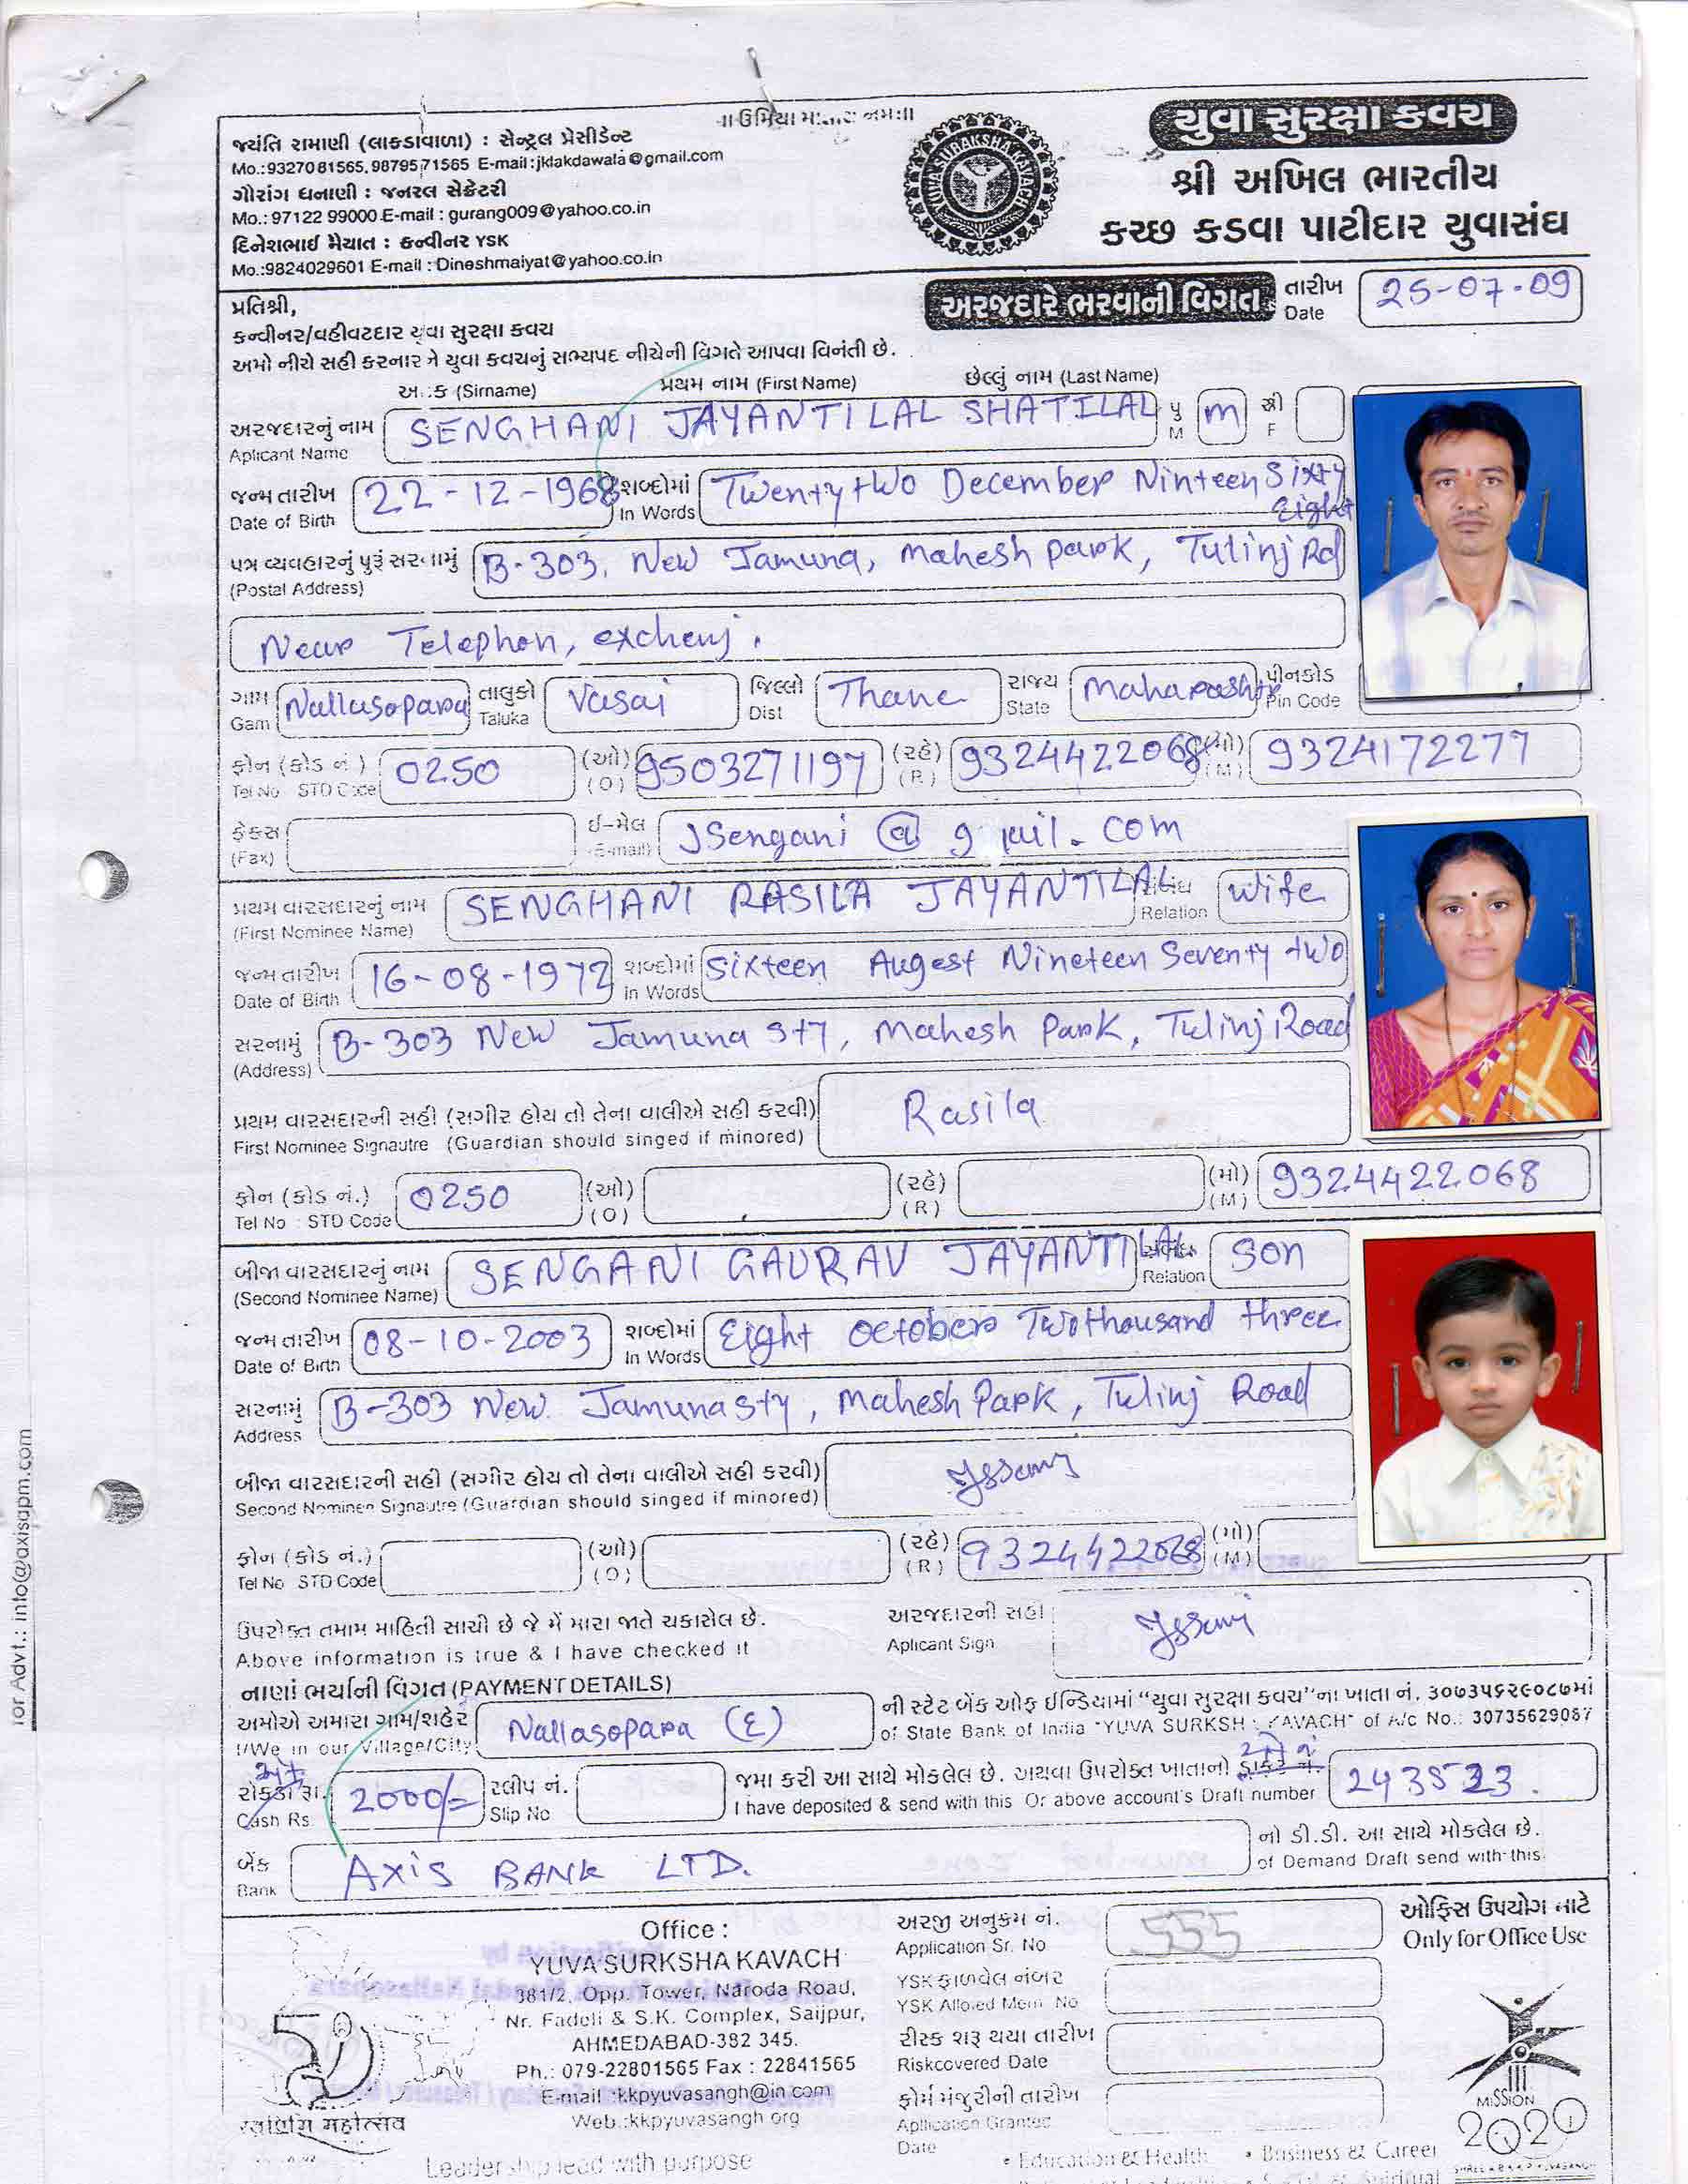 ॥ ઉમિયા માતાય નમઃ॥
જયંતિ રામાણી (લાકડાવાળા) : સેન્ટ્રલ પ્રેસીડેન્ટ
Mo.:9327081565, 9879571565 E-mail :jklakdawala@gmail.com
ગૌરાંગ ધનાણી : જનરલ સેક્રેટરી
Mo.: 97122 99000 E-mail : gurang009@yahoo.co.in
દિનેશભાઈ મૈયાત : કન્વીનર YSK
Mo.:9824029601 E-mail : Dineshmaiyat@yahoo.co.in
YUVA SURAKSHA KAVACH
યુવા સુરક્ષા કવચ
શ્રી અખિલ ભારતીય
કચ્છ કડવા પાટીદાર યુવાસંઘ
અરજદારે ભરવાની વિગત
તારીખ 25-07-09
Date
પ્રતિશ્રી,
કન્વીનર/વહીવટદાર યુવા સુરક્ષા કવચ
અમો નીચે સહી કરનાર ને યુવા કવચનું સભ્યપદ નીચેની વિગતે આપવા વિનંતી છે.
(Sirname) પ્રથમ નામ (First Name) છેલ્લું નામ (Last Name)
અરજદારનું નામ SENGHANI JAYANTILAL SHATILAL પુ M m સ્ત્રી F
Aplicant Name
જન્મ તારીખ 22-12-1968 શબ્દોમાં Twenty two December Ninteen Sixty Eight
Date of Birth In Words
પત્ર વ્યવહારનું પુરૂં સરનામું B-303, New Jamuna, Mahesh park, Tulinj Rd
(Postal Address)
Near Telephon, exchenj.
ગામ Nallasopara તાલુકો Vasai જિલ્લો Thane રાજ્ય Maharashtr પીનકોડ
Gam Taluka Dist State Pin Code
ફોન (કોડ નં.) 0250 (ઓ) 9503271197 (રહે) 9324422068 (મો) 9324172277
Tel No STD Code (O) (R) (M)
ફેક્સ ઈ-મેલ JSengani @
(Fax) (E-mail)
પ્રથમ વારસદારનું નામ SENGHANI RASILA JAYANTILAL Relation wife
(First Nominee Name)
જન્મ તારીખ 16-08-1972 શબ્દોમાં Sixteen Augest Nineteen Seventy two
Date of Birth In Words
સરનામું B-303 New Jamuna sty, Mahesh Park, Tulinj Road
(Address)
પ્રથમ વારસદારની સહી (સગીર હોય તો તેના વાલીએ સહી કરવી) Rasila
First Nominee Signautre (Guardian should singed if minored)
ફોન (કોડ નં.) 0250 (ઓ) (રહે) (મો) 9324422068
Tel No STD Code (O) (R) (M)
બીજા વારસદારનું નામ SENGANI GAURAV JAYANTILAL Relation son
(Second Nominee Name)
જન્મ તારીખ 08-10-2003 શબ્દોમાં Eight october Twothousand three
Date of Birth In Words
સરનામું B-303 New Jamuna sty, Mahesh Park, Tulinj Road
Address
બીજા વારસદારની સહી (સગીર હોય તો તેના વાલીએ સહી કરવી)
Second Nominee Signautre (Guardian should singed if minored)
ફોન (કોડ નં.) (ઓ) (રહે) 9324422068 (મો)
Tel No STD Code (O) (R) (M)
ઉપરોક્ત તમામ માહિતી સાચી છે જે મેં મારા જાતે ચકાસેલ છે. અરજદારની સહી
Above information is true & I have checked it Aplicant Sign
નાણાં ભર્યાની વિગત (PAYMENT DETAILS)
અમોએ અમારા ગામ/શહેર Nallasopara (E) ની સ્ટેટ બેંક ઓફ ઈન્ડિયામાં "યુવા સુરક્ષા કવચ"ના ખાતા નં. ૩૦૭૩૫૬૨૯૦૮૭માં
I/We in our Village/City of State Bank of India "YUVA SURKSHA KAVACH" of A/c No.: 30735629087
રોકડા રૂા. 2000/= સ્લીપ નં. જમા કરી આ સાથે મોકલેલ છે. અથવા ઉપરોક્ત ખાતાનો ડ્રાફ્ટ નં. 243523.
Cash Rs. Slip No I have deposited & send with this Or above account's Draft number
બેંક AXIS BANK LTD. નો ડી.ડી. આ સાથે મોકલેલ છે.
Bank of Demand Draft send with this.
Office :
YUVA SURKSHA KAVACH
381/2, Opp. Tower, Naroda Road,
Nr. Fadeli & S.K. Complex, Saijpur,
AHMEDABAD-382 345.
Ph.: 079-22801565 Fax : 22841565
E-mail :kkpyuvasangh@in.com
Web.:kkpyuvasangh.org
મહોત્સવ
Leadership lead with purpose
અરજી અનુક્રમ નં. 555
Application Sr. No
YSK ફાળવેલ નંબર
YSK Alloted Mem. No
રીસ્ક શરૂ થયા તારીખ
Riskcovered Date
ફોર્મ મંજુરીની તારીખ
Application Granted
Date
ઓફિસ ઉપયોગ માટે
Only for Office Use
MISSION
2020
• Education & Health • Business & Career
for Advt.: info@axisapm.com